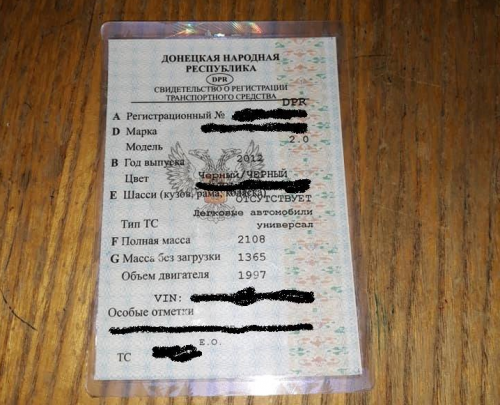 ДОНЕЦКАЯ НАРОДНАЯ
РЕСПУБЛИКА
DPR
СВИДЕТЕЛЬСТВО О РЕГИСТРАЦИИ
ТРАНСПОРТНОГО СРЕДСТВА
DPR
A Регистрационный №
D Марка
Модель 2.0
B Год выпуска 2012
Цвет Черный/ЧЕРНЫЙ
E Шасси (кузов, рама, коляска)
ОТСУТСТВУЕТ
Легковые автомобили
Тип ТС универсал
F Полная масса 2108
G Масса без загрузки 1365
Объем двигателя 1997
VIN:
Особые отметки
Е.О.
ТС